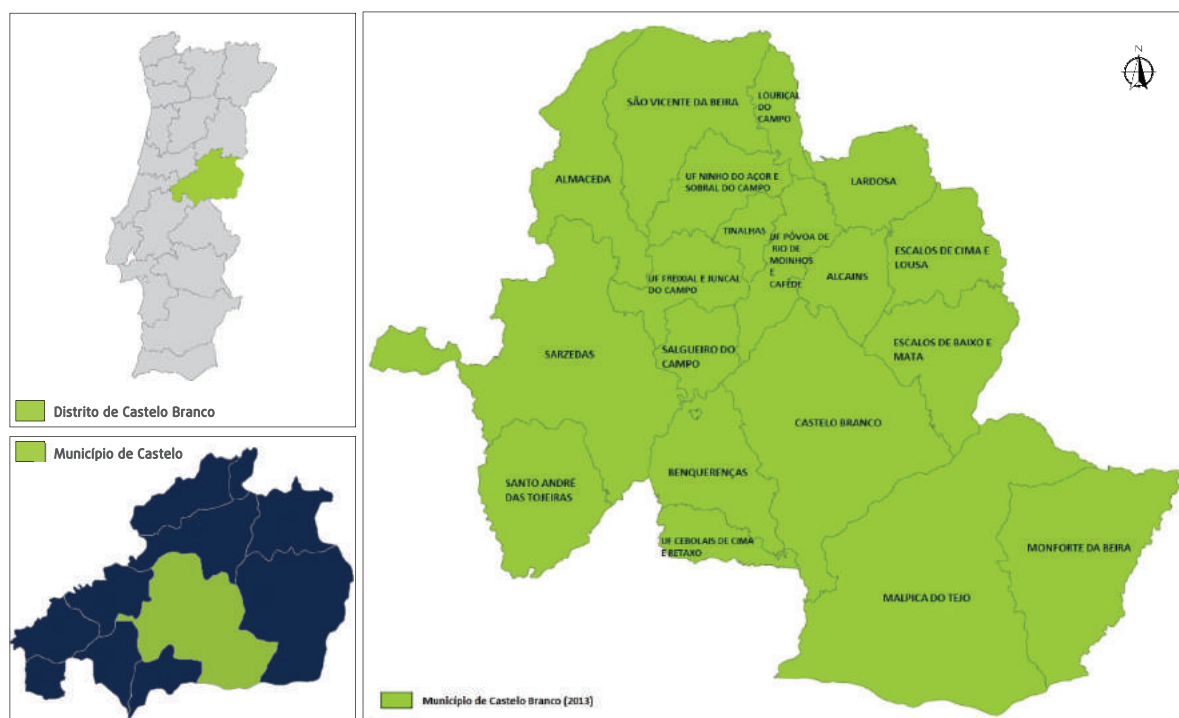 Distrito de Castelo Branco
Município de Castelo
N
SÃO VICENTE DA BEIRA
LOURIÇAL
DO
CAMPO
ALMACEDA
UF NINHO DO AÇOR E
SOBRAL DO CAMPO
LARDOSA
TINALHAS
UF PÓVOA DE
RIO DE
MOINHOS
E
CAFÉDE
ESCALOS DE CIMA E
LOUSA
ALCAINS
UF FREIXIAL E JUNCAL
DO CAMPO
SARZEDAS
SALGUEIRO DO
CAMPO
ESCALOS DE BAIXO E
MATA
CASTELO BRANCO
SANTO ANDRÉ
DAS TOJEIRAS
BENQUERENÇAS
UF CEBOLAIS DE CIMA
E RETAXO
MONFORTE DA BEIRA
MALPICA DO TEJO
Município de Castelo Branco (2013)